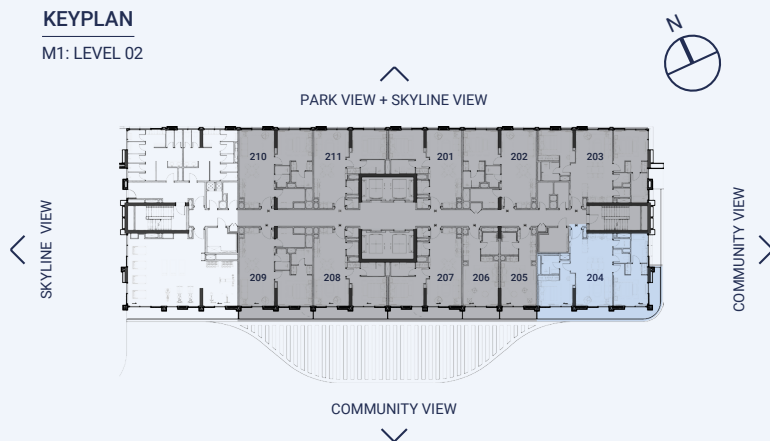 KEYPLAN
M1: LEVEL 02
N
PARK VIEW + SKYLINE VIEW
210
211
201
202
203
SKYLINE VIEW
COMMUNITY VIEW
209
208
207
206
205
204
COMMUNITY VIEW